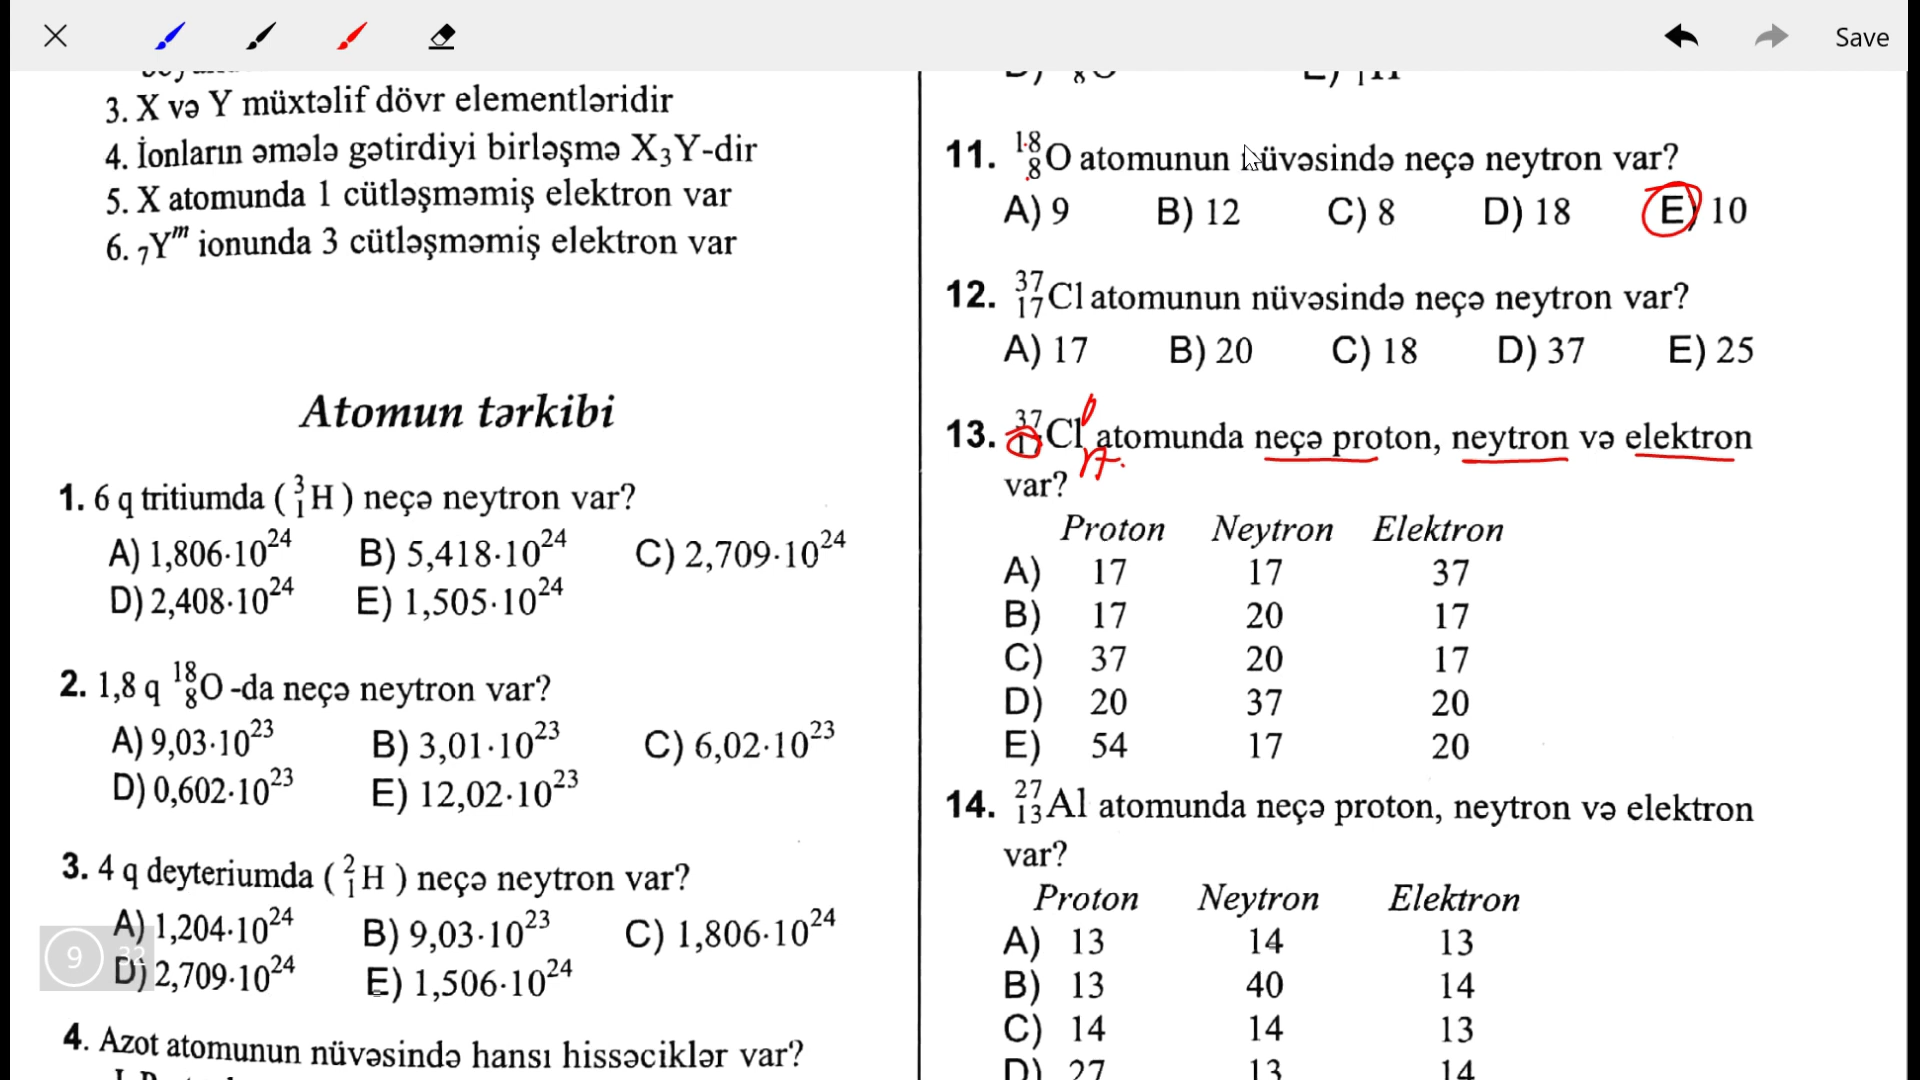 Save
3. X və Y müxtəlif dövr elementləridir
4. İonların əmələ gətirdiyi birləşmə X₃Y-dir
5. X atomunda 1 cütləşməmiş elektron var
6. ₇Yᵐ ionunda 3 cütləşməmiş elektron var
Atomun tərkibi
1. 6 q tritiumda (³₁H) neçə neytron var?
A) 1,806·10²⁴ B) 5,418·10²⁴ C) 2,709·10²⁴
D) 2,408·10²⁴ E) 1,505·10²⁴
2. 1,8 q ¹⁸₈O -da neçə neytron var?
A) 9,03·10²³ B) 3,01·10²³ C) 6,02·10²³
D) 0,602·10²³ E) 12,02·10²³
3. 4 q deyteriumda (²₁H) neçə neytron var?
A) 1,204·10²⁴ B) 9,03·10²³ C) 1,806·10²⁴
D) 2,709·10²⁴ E) 1,506·10²⁴
9 32
4. Azot atomunun nüvəsində hansı hissəciklər var?
11. ¹⁸₈O atomunun nüvəsində neçə neytron var?
A) 9 B) 12 C) 8 D) 18 E) 10
12. ³⁷₁₇Cl atomunun nüvəsində neçə neytron var?
A) 17 B) 20 C) 18 D) 37 E) 25
13. ³⁷₁₇Cl atomunda neçə proton, neytron və elektron
var?
0
17
Proton Neytron Elektron
A) 17 17 37
B) 17 20 17
C) 37 20 17
D) 20 37 20
E) 54 17 20
14. ²⁷₁₃Al atomunda neçə proton, neytron və elektron
var?
Proton Neytron Elektron
A) 13 14 13
B) 13 40 14
C) 14 14 13
D) 27 13 14